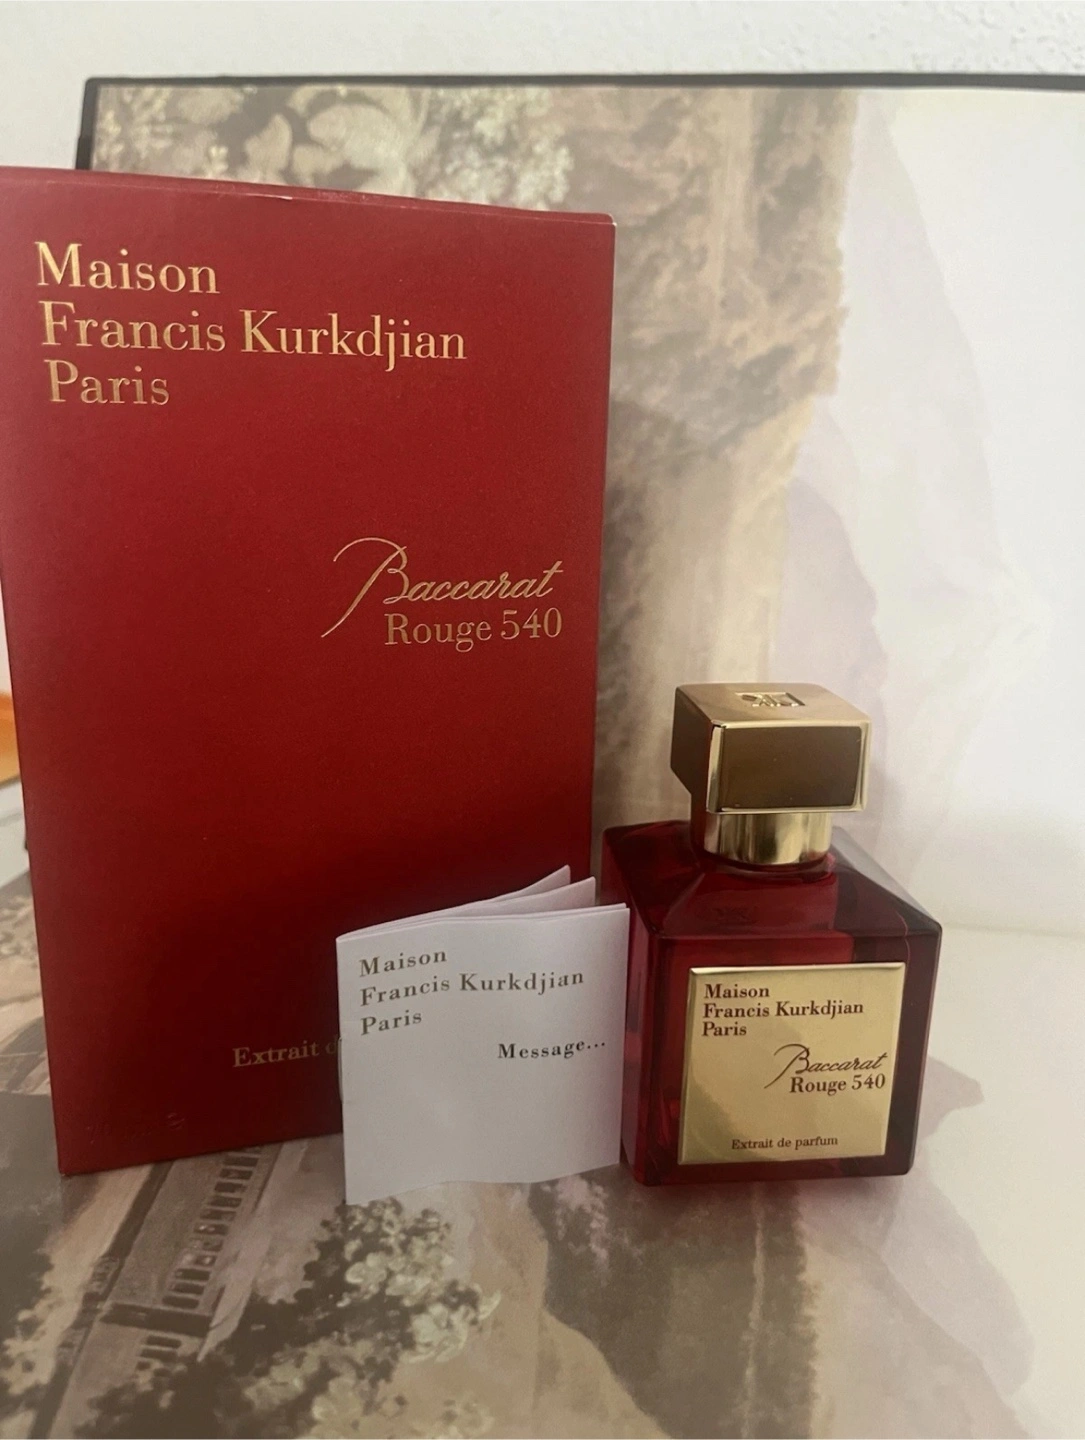 Maison
Francis Kurkdjian
Paris
Baccarat
Rouge 540
Extrait d
Maison
Francis Kurkdjian
Paris
Message...
Maison
Francis Kurkdjian
Paris
Baccarat
Rouge 540
Extrait de parfum